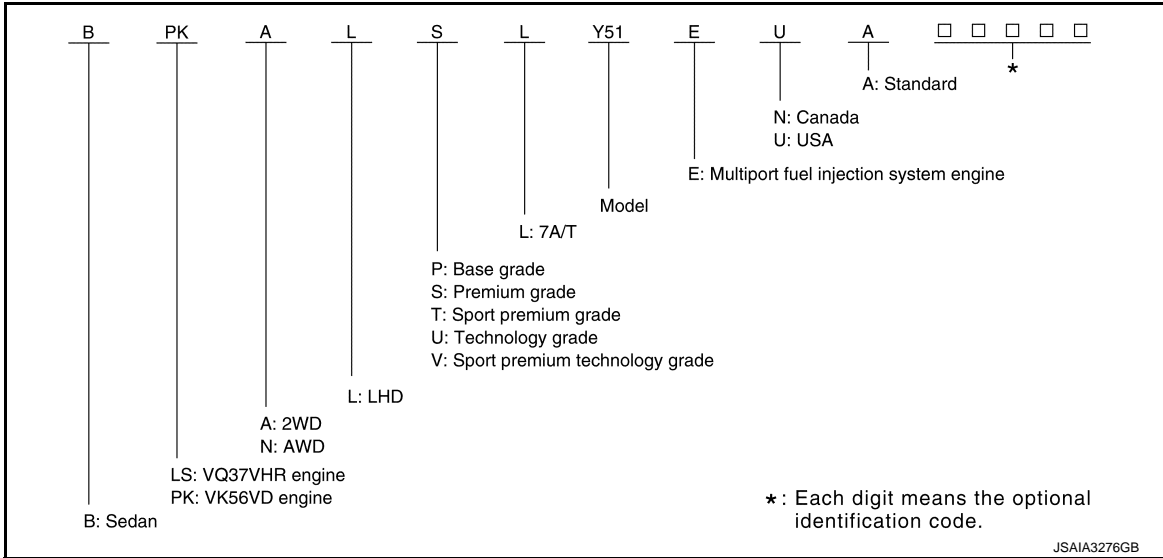 B PK A L S L Y51 E U A □ □ □ □ □
*
A: Standard
N: Canada
U: USA
E: Multiport fuel injection system engine
Model
L: 7A/T
P: Base grade
S: Premium grade
T: Sport premium grade
U: Technology grade
V: Sport premium technology grade
L: LHD
A: 2WD
N: AWD
LS: VQ37VHR engine
PK: VK56VD engine
B: Sedan
*: Each digit means the optional
identification code.
JSAIA3276GB